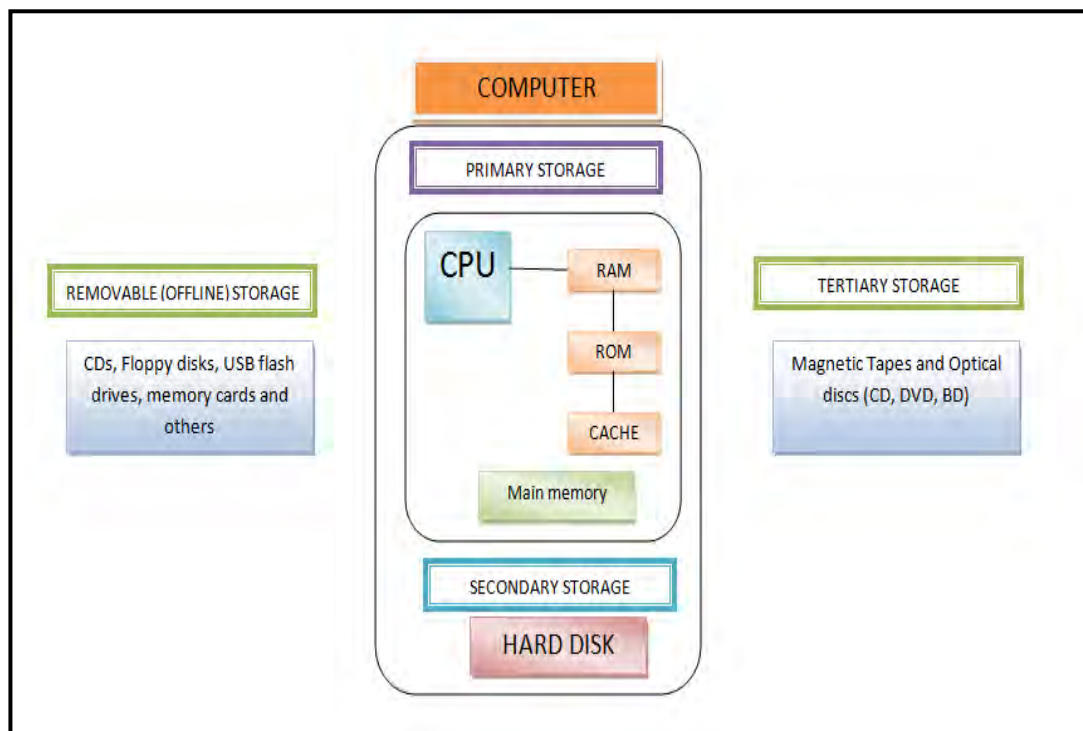 COMPUTER
PRIMARY STORAGE
CPU
RAM
ROM
CACHE
Main memory
SECONDARY STORAGE
HARD DISK
REMOVABLE (OFFLINE) STORAGE
CDs, Floppy disks, USB flash
drives, memory cards and
others
TERTIARY STORAGE
Magnetic Tapes and Optical
discs (CD, DVD, BD)